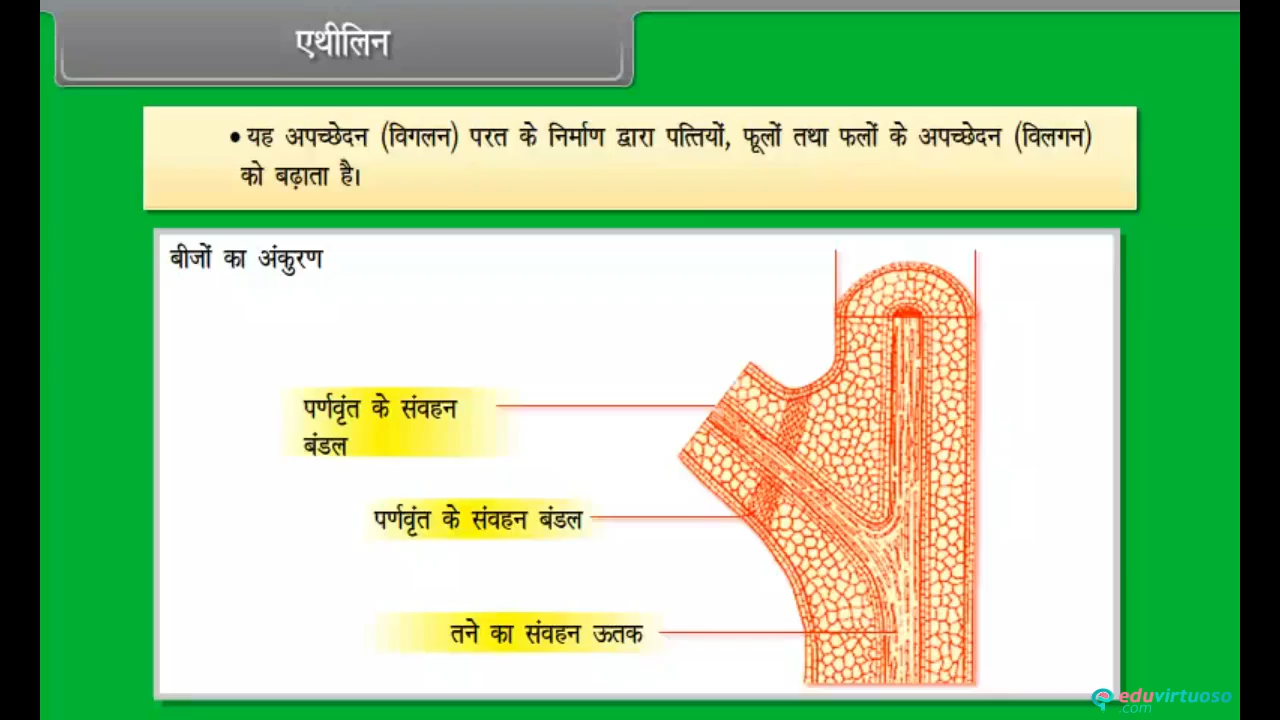 एथीलिन
• यह अपच्छेदन (विगलन) परत के निर्माण द्वारा पत्तियों, फूलों तथा फलों के अपच्छेदन (विलगन)
को बढ़ाता है।
बीजों का अंकुरण
पर्णवृंत के संवहन
बंडल
पर्णवृंत के संवहन बंडल
तने का संवहन ऊतक
eduvirtuoso
.com